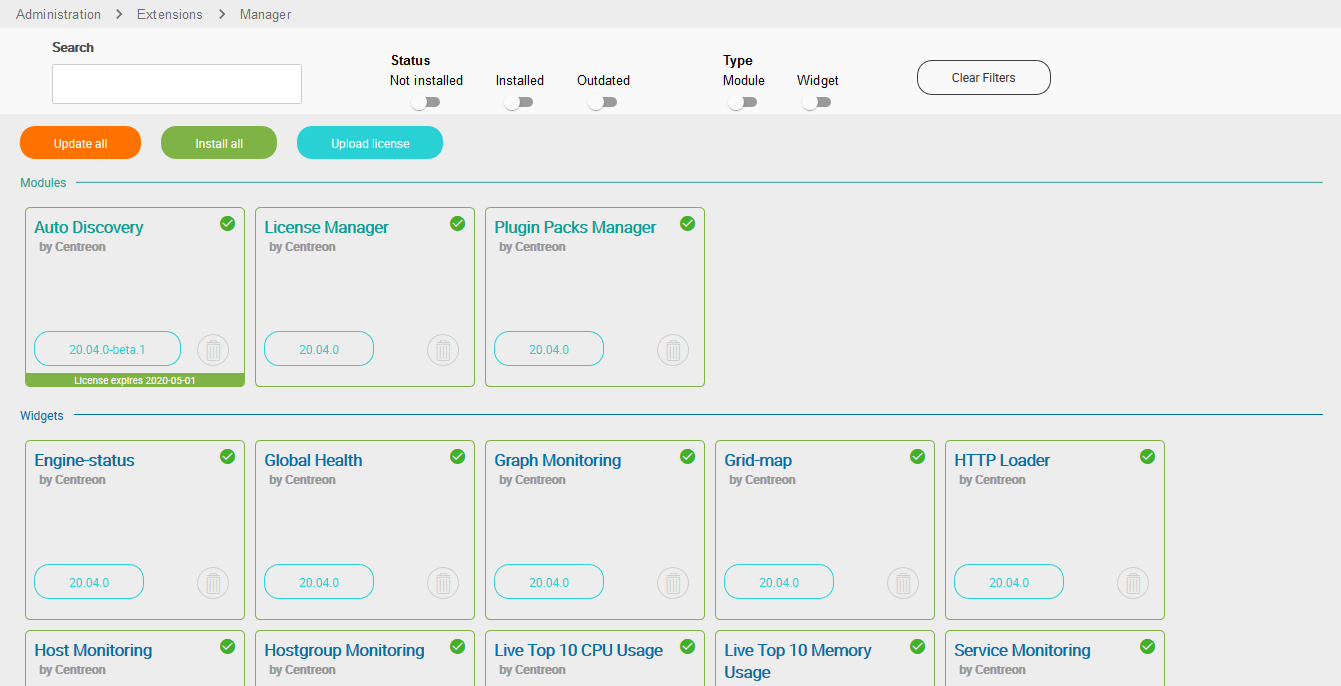 Administration > Extensions > Manager
Search
Status
Not installed Installed Outdated
Type
Module Widget
Clear Filters
Update all Install all Upload license
Modules
Auto Discovery
by Centreon
20.04.0-beta.1
License expires 2020-05-01
License Manager
by Centreon
20.04.0
Plugin Packs Manager
by Centreon
20.04.0
Widgets
Engine-status
by Centreon
20.04.0
Global Health
by Centreon
20.04.0
Graph Monitoring
by Centreon
20.04.0
Grid-map
by Centreon
20.04.0
HTTP Loader
by Centreon
20.04.0
Host Monitoring
by Centreon
Hostgroup Monitoring
by Centreon
Live Top 10 CPU Usage
by Centreon
Live Top 10 Memory
Usage
Service Monitoring
by Centreon